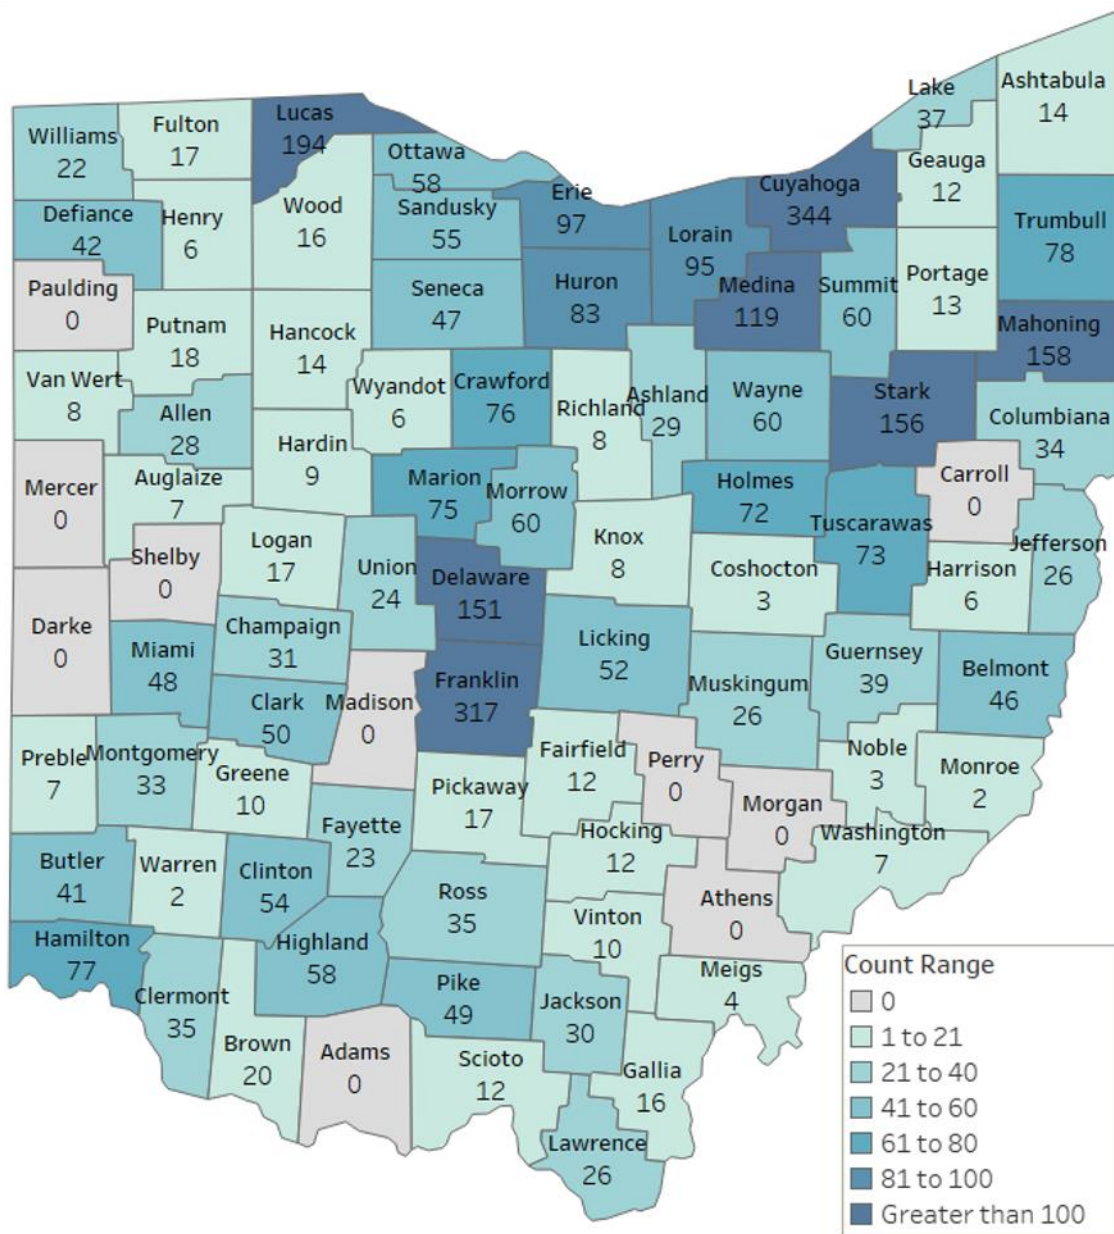 Williams
22
Fulton
17
Lucas
194
Ottawa
58
Lake
37
Ashtabula
14
Geauga
12
Defiance
42
Henry
6
Wood
16
Sandusky
55
Erie
97
Lorain
95
Cuyahoga
344
Trumbull
78
Paulding
0
Putnam
18
Hancock
14
Seneca
47
Huron
83
Medina
119
Summit
60
Portage
13
Mahoning
158
Van Wert
8
Allen
28
Wyandot
6
Crawford
76
Richland
8
Ashland
29
Wayne
60
Stark
156
Columbiana
34
Mercer
0
Auglaize
7
Hardin
9
Marion
75
Morrow
60
Holmes
72
Tuscarawas
73
Carroll
0
Jefferson
26
Shelby
0
Logan
17
Union
24
Delaware
151
Knox
8
Coshocton
3
Harrison
6
Darke
0
Miami
48
Champaign
31
Clark
50
Madison
0
Franklin
317
Licking
52
Muskingum
26
Guernsey
39
Belmont
46
Preble
7
Montgomery
33
Greene
10
Pickaway
17
Fairfield
12
Perry
0
Morgan
0
Noble
3
Monroe
2
Fayette
23
Hocking
12
Washington
7
Butler
41
Warren
2
Clinton
54
Ross
35
Athens
0
Vinton
10
Hamilton
77
Highland
58
Clermont
35
Pike
49
Jackson
30
Meigs
4
Brown
20
Adams
0
Scioto
12
Gallia
16
Lawrence
26
Count Range
0
1 to 21
21 to 40
41 to 60
61 to 80
81 to 100
Greater than 100